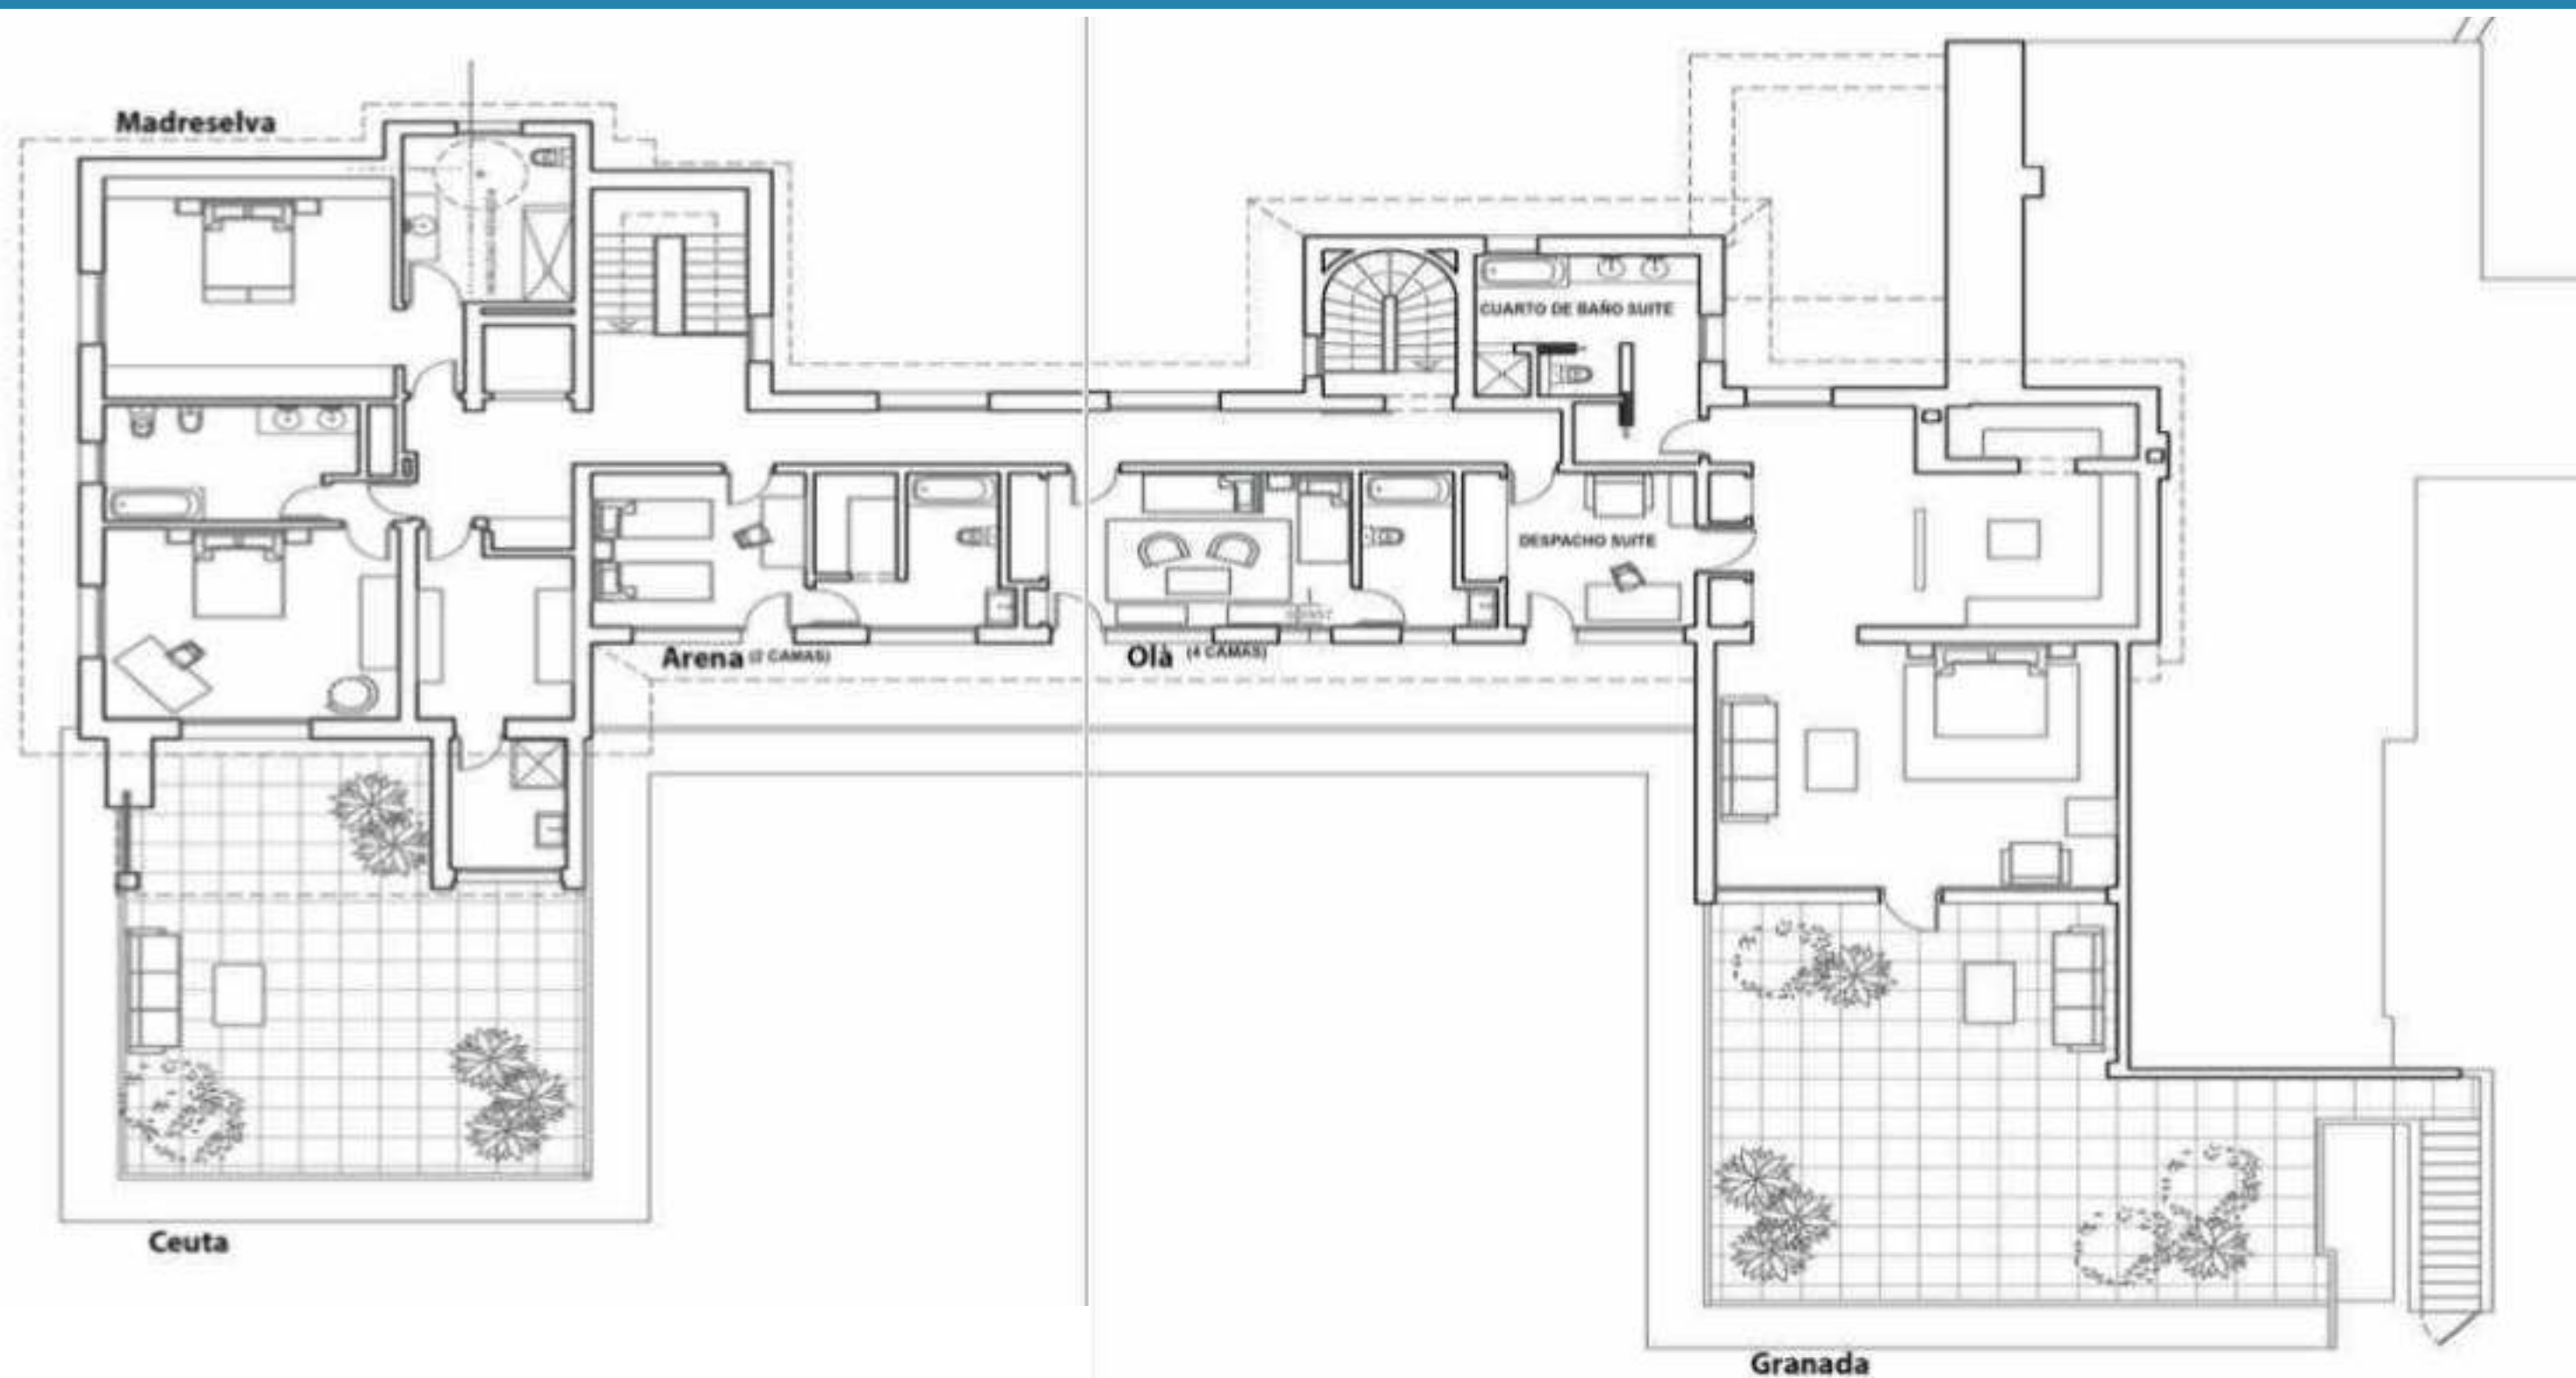 Madreselva
CUARTO DE BAÑO SUITE
DESPACHO SUITE
Arena (2 CAMAS)
Olà (4 CAMAS)
Ceuta
Granada